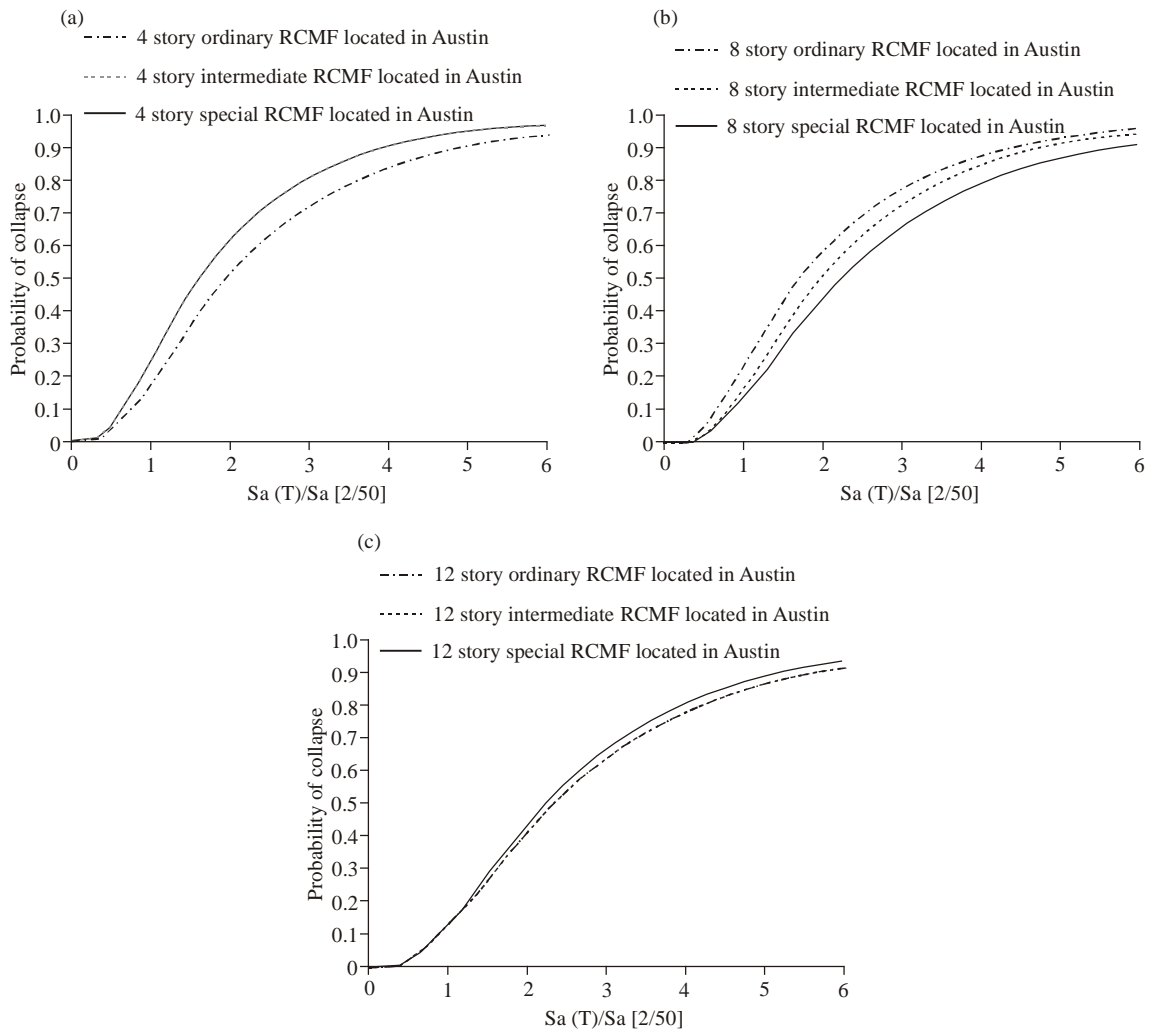 (a)
4 story ordinary RCMF located in Austin
4 story intermediate RCMF located in Austin
4 story special RCMF located in Austin
1.0
0.9
0.8
0.7
0.6
0.5
0.4
0.3
0.2
0.1
0
Probability of collapse
0 1 2 3 4 5 6
Sa (T)/Sa [2/50]
(b)
8 story ordinary RCMF located in Austin
8 story intermediate RCMF located in Austin
8 story special RCMF located in Austin
1.0
0.9
0.8
0.7
0.6
0.5
0.4
0.3
0.2
0.1
0
Probability of collapse
0 1 2 3 4 5 6
Sa (T)/Sa [2/50]
(c)
12 story ordinary RCMF located in Austin
12 story intermediate RCMF located in Austin
12 story special RCMF located in Austin
1.0
0.9
0.8
0.7
0.6
0.5
0.4
0.3
0.2
0.1
0
Probability of collapse
0 1 2 3 4 5 6
Sa (T)/Sa [2/50]